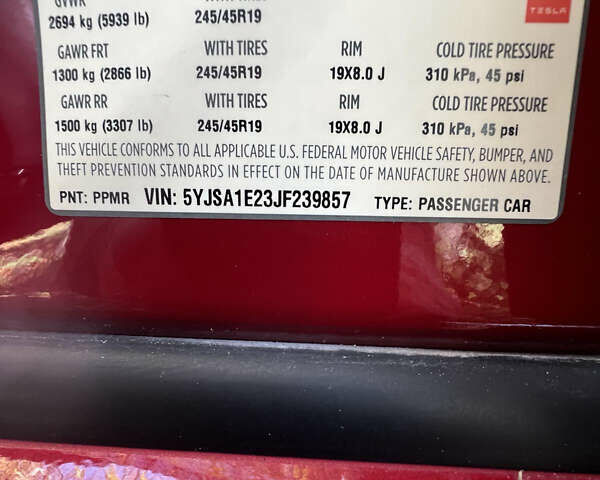 GVWR WITH TIRES
2694 kg (5939 lb) 245/45R19
TESLA
GAWR FRT WITH TIRES RIM COLD TIRE PRESSURE
1300 kg (2866 lb) 245/45R19 19X8.0 J 310 kPa, 45 psi
GAWR RR WITH TIRES RIM COLD TIRE PRESSURE
1500 kg (3307 lb) 245/45R19 19X8.0 J 310 kPa, 45 psi
THIS VEHICLE CONFORMS TO ALL APPLICABLE U.S. FEDERAL MOTOR VEHICLE SAFETY, BUMPER, AND
THEFT PREVENTION STANDARDS IN EFFECT ON THE DATE OF MANUFACTURE SHOWN ABOVE.
PNT: PPMR VIN: 5YJSA1E23JF239857 TYPE: PASSENGER CAR